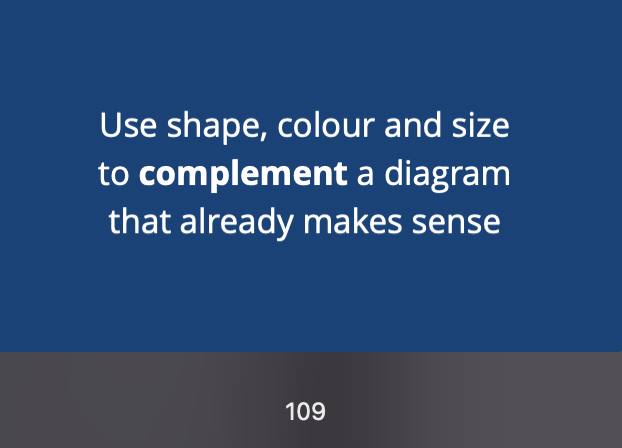 Use shape, colour and size
to complement a diagram
that already makes sense
109